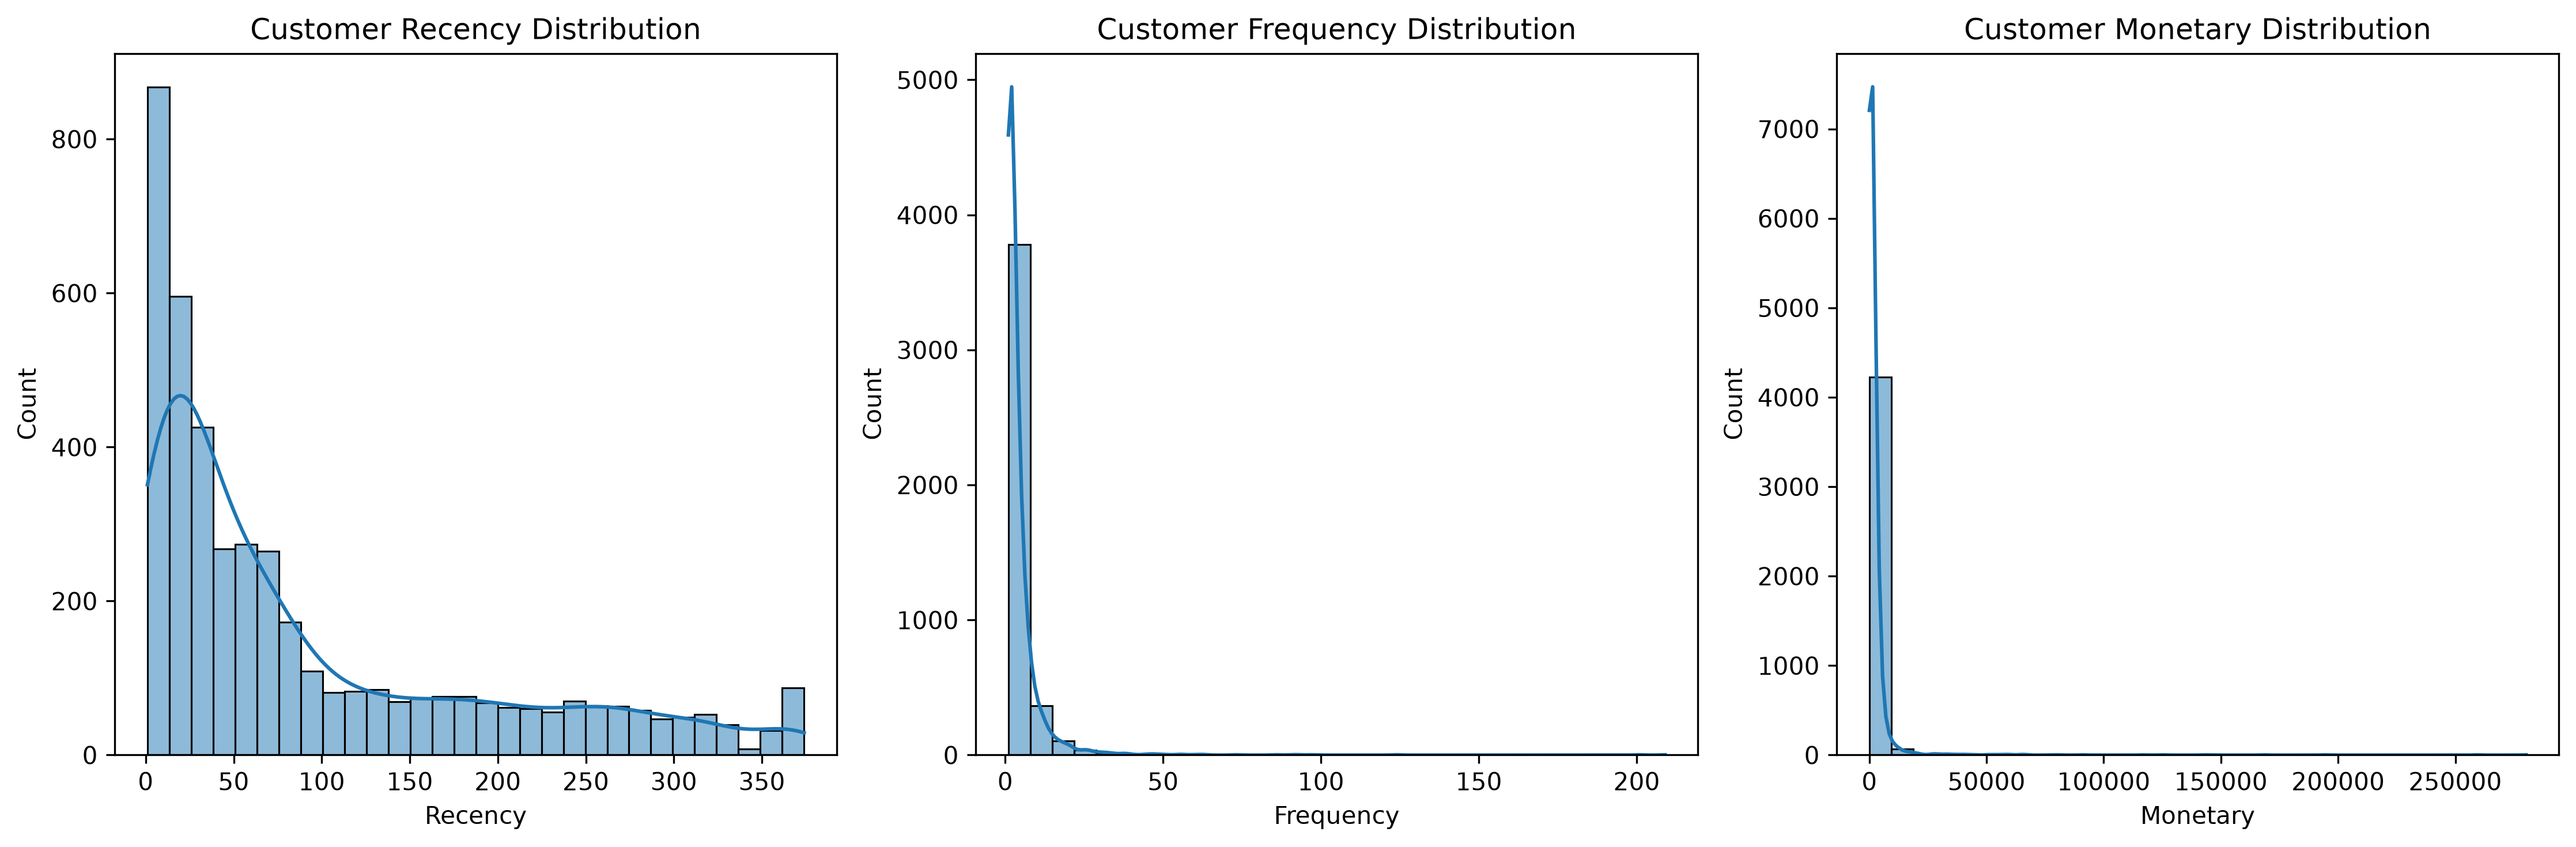 Customer Recency Distribution
800
600
400
200
0
Count
0 50 100 150 200 250 300 350
Recency
Customer Frequency Distribution
5000
4000
3000
2000
1000
0
Count
0 50 100 150 200
Frequency
Customer Monetary Distribution
7000
6000
5000
4000
3000
2000
1000
0
Count
0 50000 100000 150000 200000 250000
Monetary